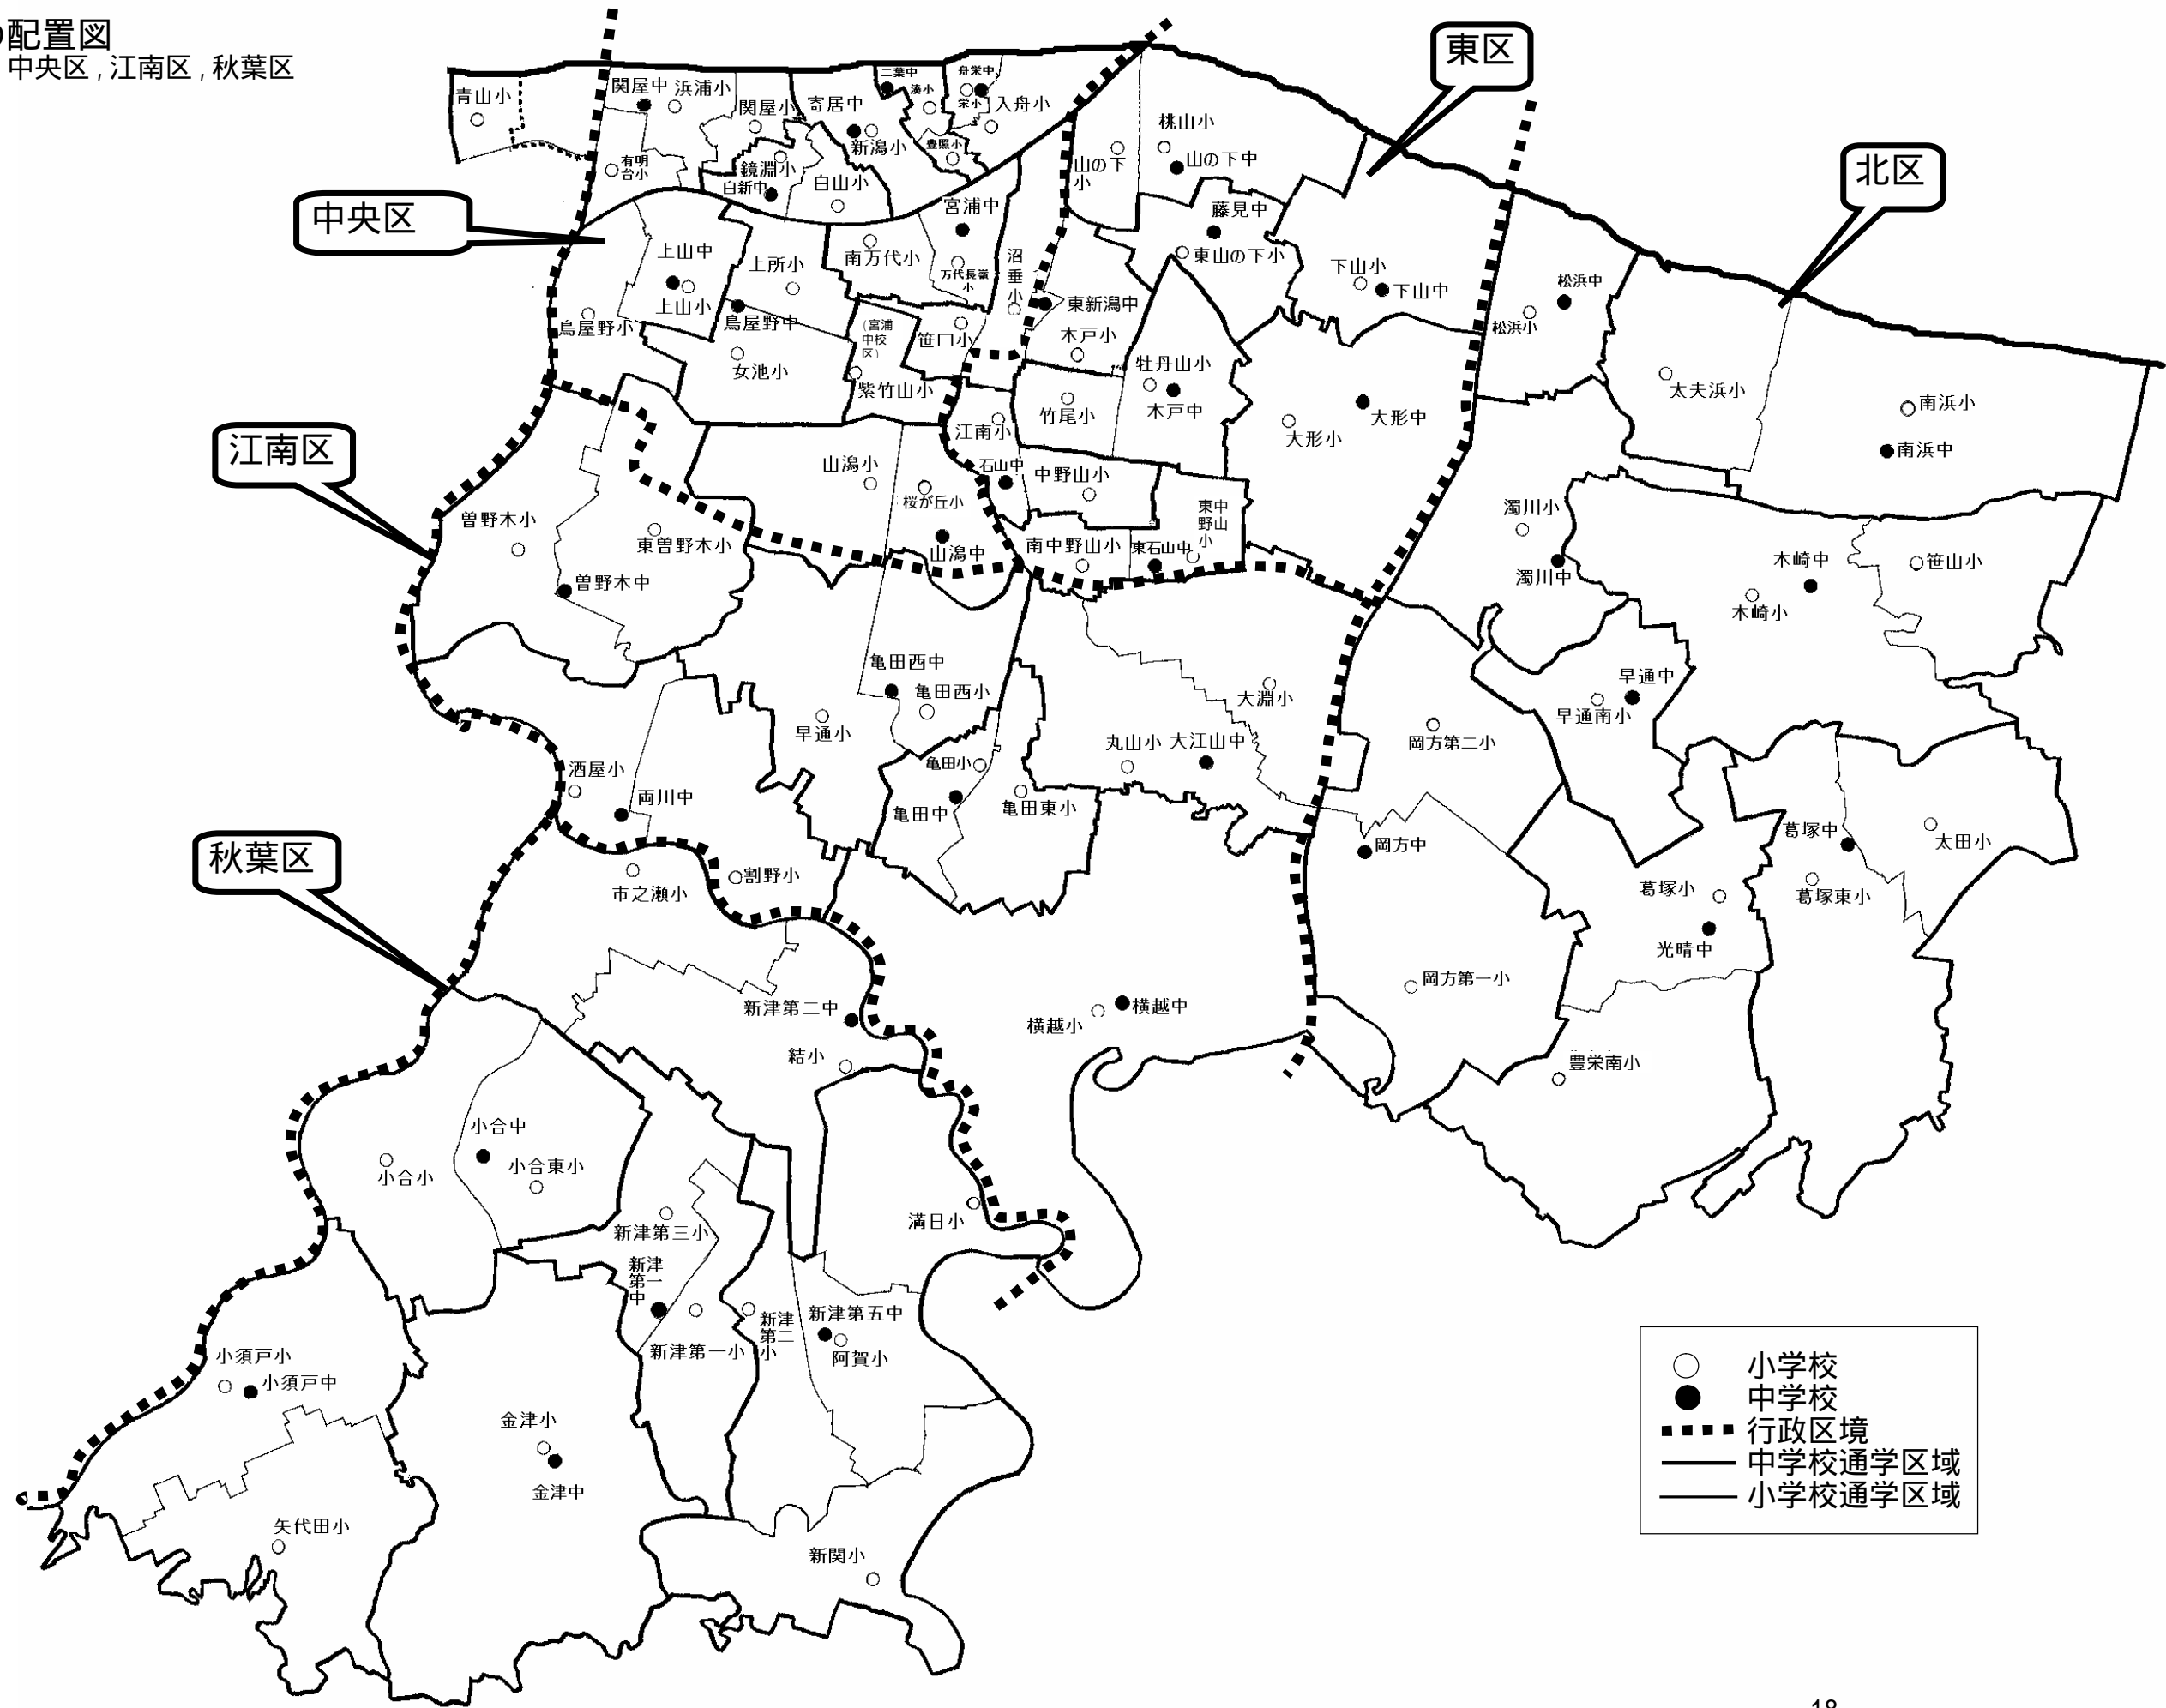 配置図
中央区,江南区,秋葉区
東区
北区
中央区
江南区
秋葉区
青山小
関屋中
浜浦小
関屋小
寄居中
二葉中
湊小
舟栄中
栄小
入舟小
有明
台小
鏡淵小
白新中
新潟小
白山小
豊照小
宮浦中
山の下
小
桃山小
山の下中
藤見中
東山の下小
下山小
下山中
松浜中
松浜小
上山中
上山小
上所小
鳥屋野小
鳥屋野中
女池小
南万代小
万代長嶺
小
沼
垂
小
(宮浦
中校
区)
笹口小
紫竹山小
東新潟中
木戸小
牡丹山小
木戸中
竹尾小
大形小
大形中
太夫浜小
南浜小
南浜中
江南小
石山中
中野山小
東中
野山
小
南中野山小
東石山中
山潟小
桜が丘小
山潟中
曽野木小
東曽野木小
曽野木中
濁川小
濁川中
木崎中
木崎小
笹山小
亀田西中
亀田西小
早通小
大淵小
丸山小
大江山中
岡方第二小
早通中
早通南小
酒屋小
両川中
亀田小
亀田中
亀田東小
岡方中
葛塚中
太田小
市之瀬小
割野小
葛塚小
葛塚東小
光晴中
岡方第一小
新津第二中
横越小
横越中
結小
豊栄南小
小合中
小合東小
小合小
満日小
新津第三小
新津
第一
中
新津第一小
新津
第二
小
新津第五中
阿賀小
小須戸小
小須戸中
金津小
金津中
矢代田小
新関小
小学校
中学校
行政区境
中学校通学区域
小学校通学区域